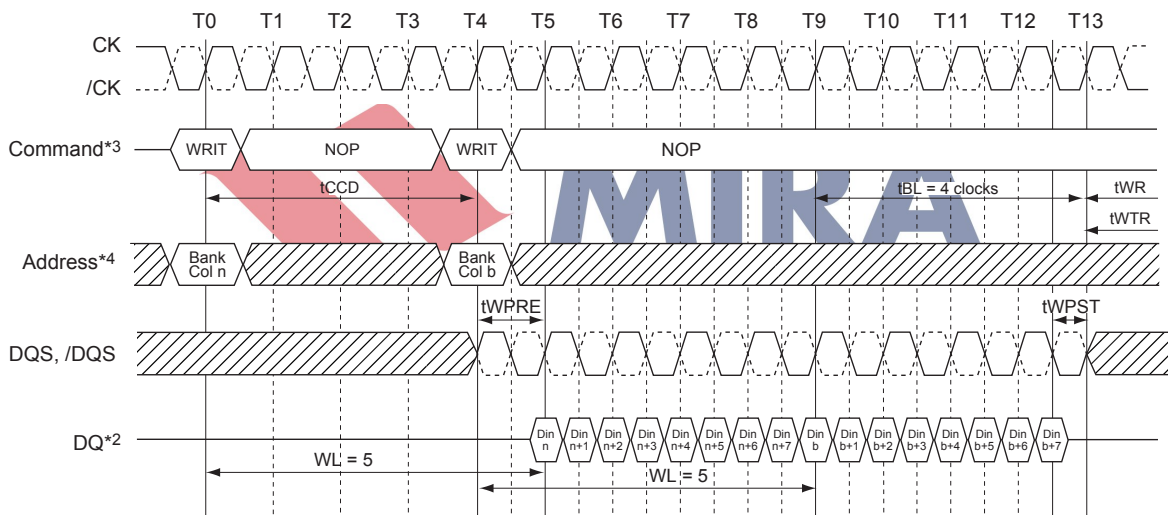 T0 T1 T2 T3 T4 T5 T6 T7 T8 T9 T10 T11 T12 T13
CK
/CK
Command*3 WRIT NOP WRIT NOP
tCCD tBL = 4 clocks tWR
tWTR
MIRA
Address*4 Bank Col n Bank Col b
tWPRE tWPST
DQS, /DQS
DQ*2 Din n Din n+1 Din n+2 Din n+3 Din n+4 Din n+5 Din n+6 Din n+7 Din b Din b+1 Din b+2 Din b+3 Din b+4 Din b+5 Din b+6 Din b+7
WL = 5
WL = 5